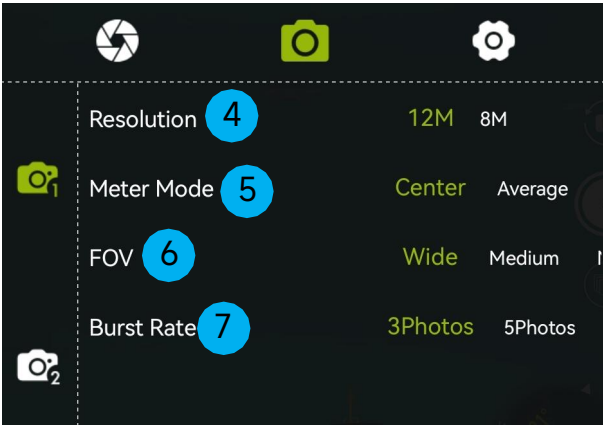 Resolution 4 12M 8M
1
Meter Mode 5 Center Average
FOV 6 Wide Medium
Burst Rate 7 3Photos 5Photos
2